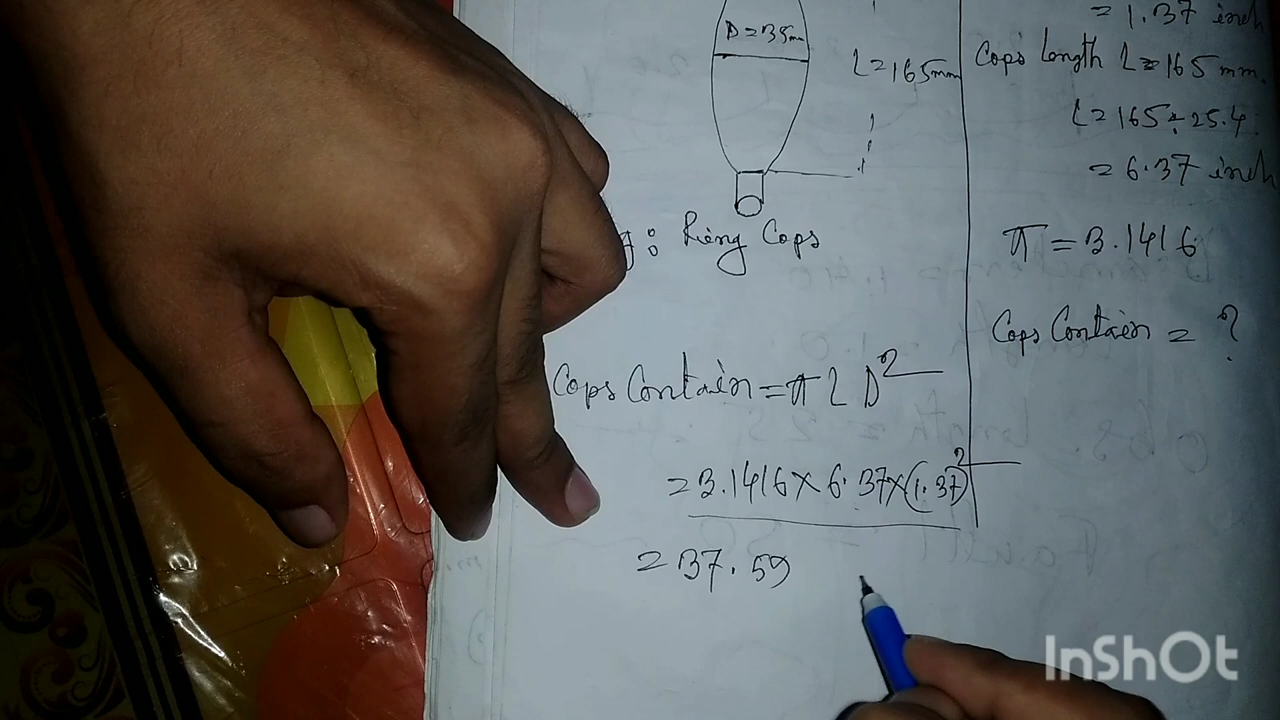 D=35mm
L=165mm
: Ring Cops
Cops Contain = π L D²
= 3.1416 × 6.37 × (1.37)²
= 37.59
= 1.37 inch
Cops length L = 165 mm.
L = 165 ÷ 25.4
= 6.37 inch
π = 3.1416
Cops Contain = ?
InShOt